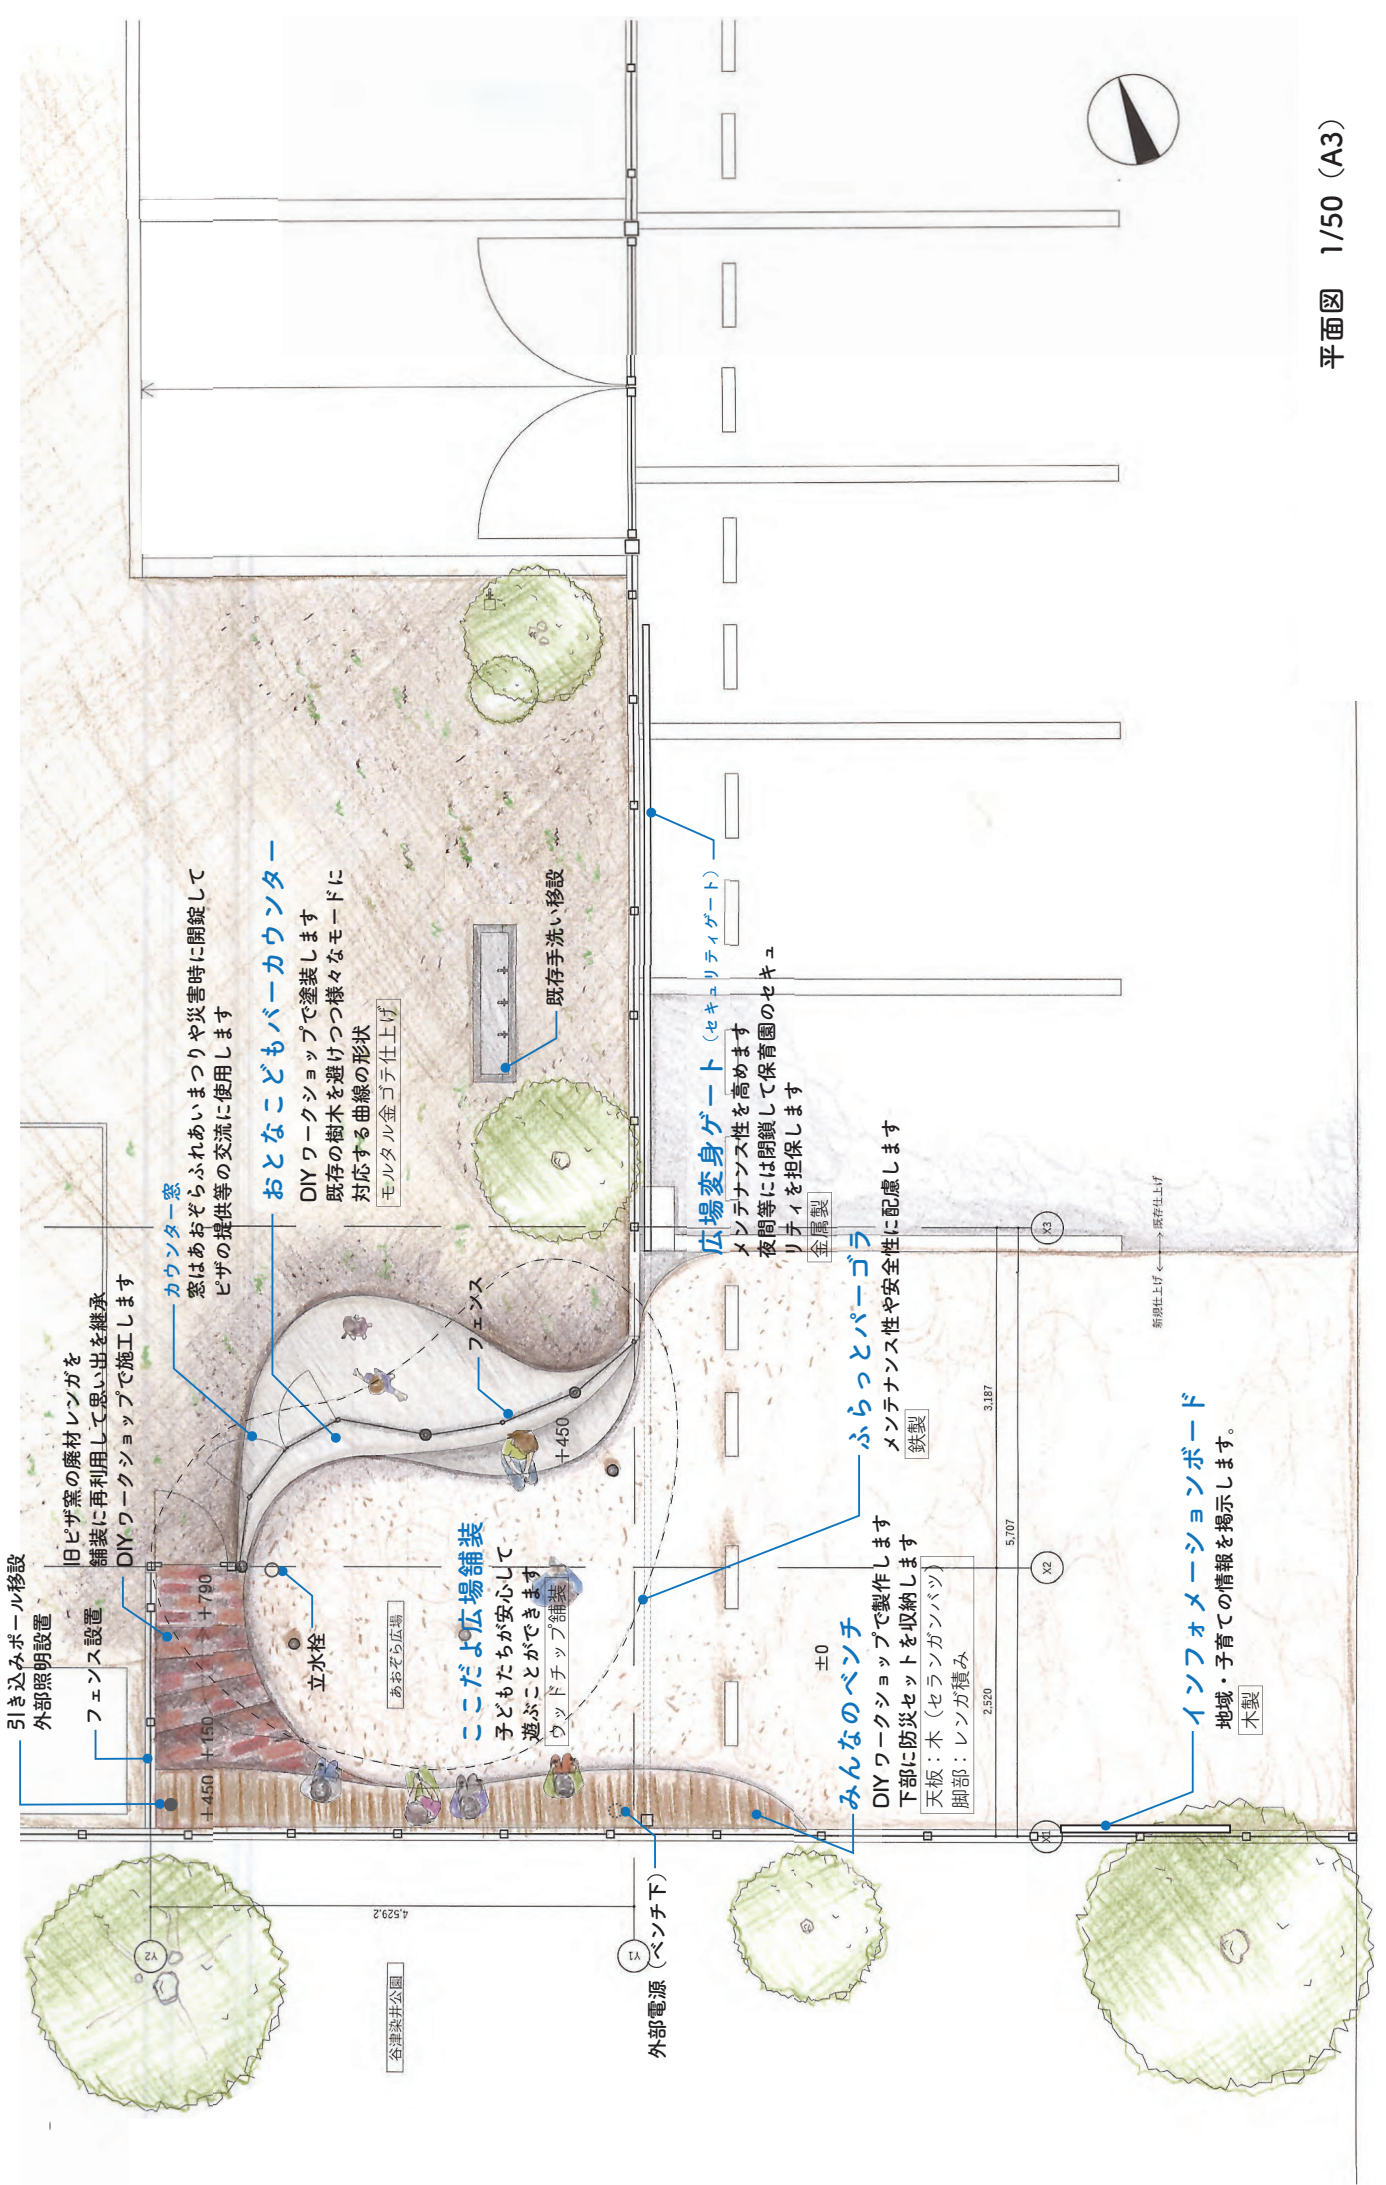 引き込みポール移設
外部照明設置
フェンス設置
旧ピザ窯の廃材レンガを
舗装に再利用して思い出を継承
DIYワークショップで施工します
カウンター窓
窓はあおぞらふれあいまつりや災害時に開錠して
ピザの提供等の交流に使用します
おとなこどもバーカウンター
DIYワークショップで塗装します
既存の樹木を避けつつ様々なモードに
対応する曲線の形状
モルタル金ゴテ仕上げ
既存手洗い移設
フェンス
+450
+790
+150
+450
立水栓
あおぞら広場
ここだよ広場舗装
子どもたちが安心して
遊ぶことができます
ウッドチップ舗装
広場変身ゲート（セキュリティゲート）
メンテナンス性を高めます
夜間等には閉鎖して保育園のセキュ
リティを担保します
金属製
ふらっとパーゴラ
メンテナンス性や安全性に配慮します
鉄製
±0
みんなのベンチ
DIYワークショップで製作します
下部に防災セットを収納します
天板：木（セランガンバツ）
脚部：レンガ積み
外部電源（ベンチ下）
インフォメーションボード
地域・子育ての情報を掲示します。
木製
新規仕上げ
既存仕上げ
3,187
2,520
5,707
4,529.2
X1
X2
X3
Y1
Y2
谷津染井公園
平面図　1/50（A3）